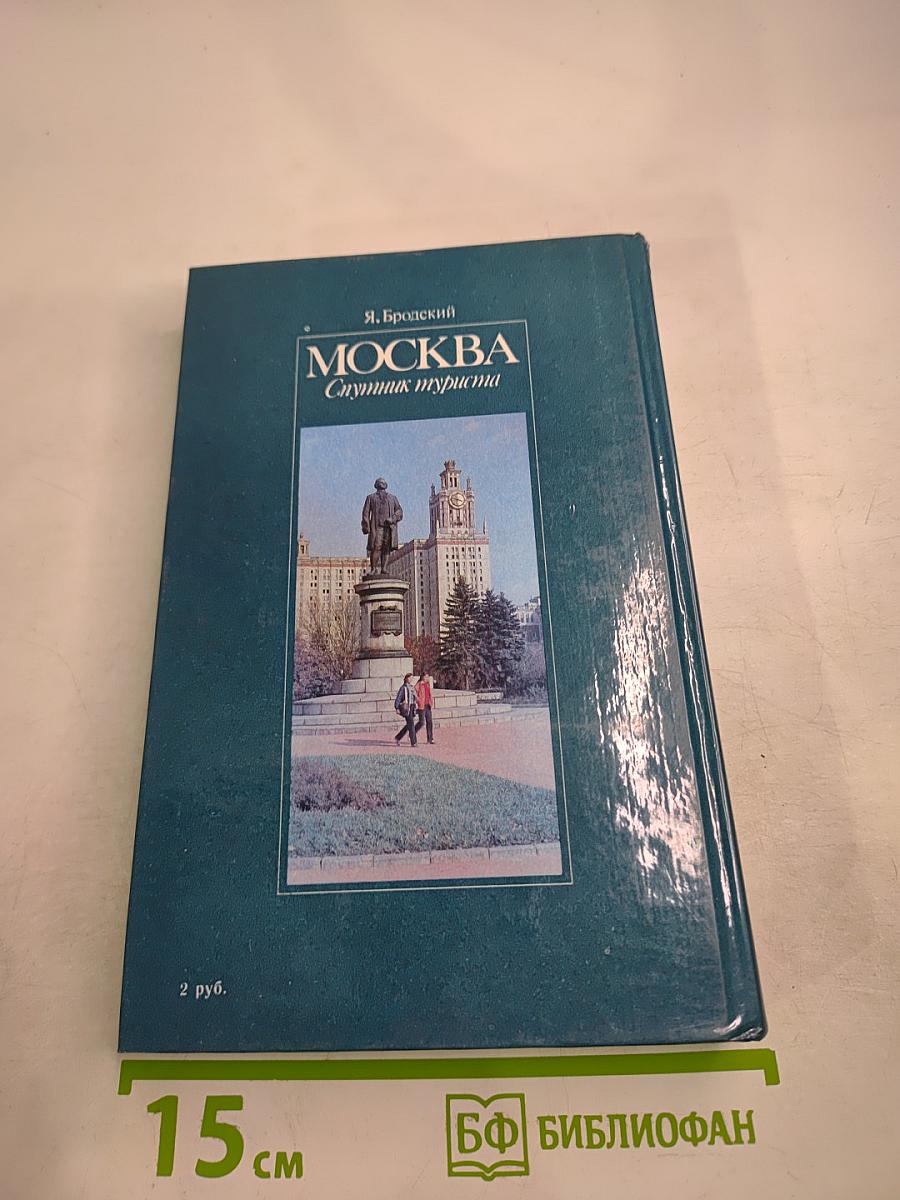 Я. Бродский
МОСКВА
Спутник туриста
2 руб.
15 см
БФ БИБЛИОФАН